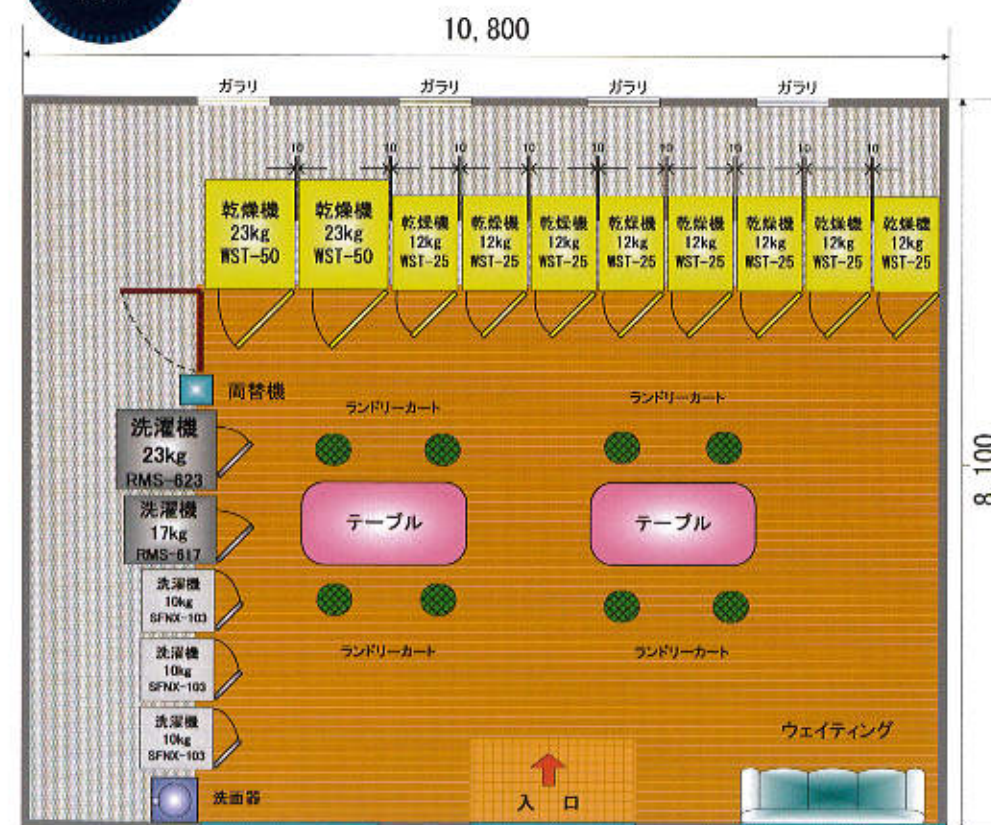 10,800
ガラリ
ガラリ
ガラリ
ガラリ
10
10
10
10
10
10
10
10
10
乾燥機
23kg
WST-50
乾燥機
23kg
WST-50
乾燥機
12kg
WST-25
乾燥機
12kg
WST-25
乾燥機
12kg
WST-25
乾燥機
12kg
WST-25
乾燥機
12kg
WST-25
乾燥機
12kg
WST-25
乾燥機
12kg
WST-25
乾燥機
12kg
WST-25
両替機
ランドリーカート
ランドリーカート
8,100
洗濯機
23kg
RMS-623
洗濯機
17kg
RMS-617
テーブル
テーブル
洗濯機
10kg
SFNX-103
洗濯機
10kg
SFNX-103
洗濯機
10kg
SFNX-103
ランドリーカート
ランドリーカート
ウェイティング
洗面器
入 口